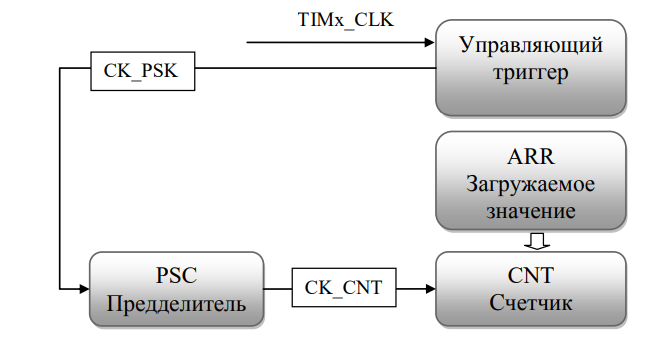 TIMx_CLK
Управляющий
триггер
CK_PSK
ARR
Загружаемое
значение
PSC
Предделитель
CK_CNT
CNT
Счетчик